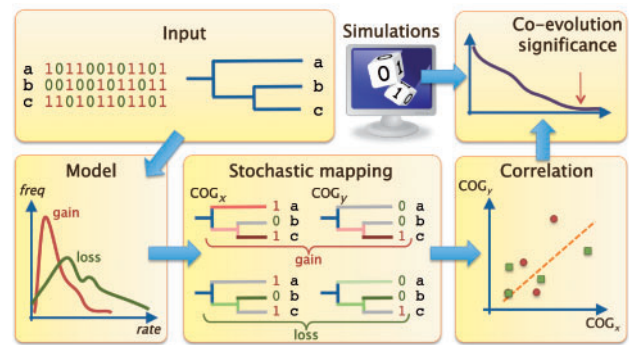 Input
Simulations
Co-evolution
significance
a 101100101101
b 001001011011
c 110101101101
a
b
c
01
0
1 0
Model
freq
gain
loss
rate
Stochastic mapping
COGx COGy
1 a 0 a
0 b 0 b
1 c 1 c
gain
1 a 0 a
0 b 0 b
1 c 1 c
loss
Correlation
COGy
COGx